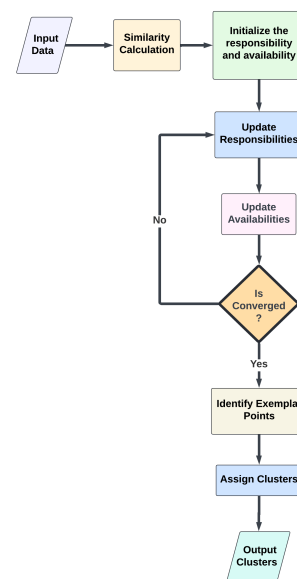 Input
Data
Similarity
Calculation
Initialize the
responsibility
and availability
Update
Responsibilities
Update
Availabilities
No
Is
Converged
?
Yes
Identify Exempla
Points
Assign Clusters
Output
Clusters